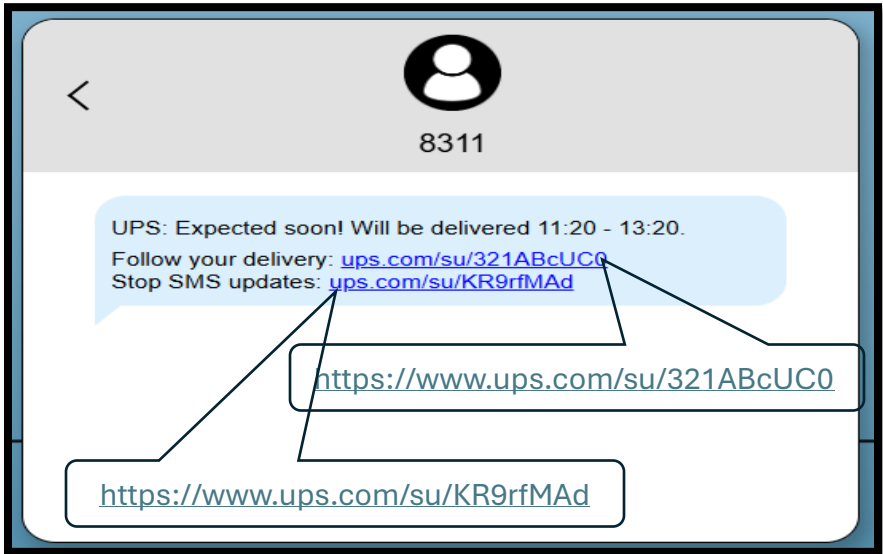 8311
UPS: Expected soon! Will be delivered 11:20 - 13:20.
Follow your delivery: ups.com/su/321ABcUC0
Stop SMS updates: ups.com/su/KR9rfMAd
https://www.ups.com/su/321ABcUC0
https://www.ups.com/su/KR9rfMAd